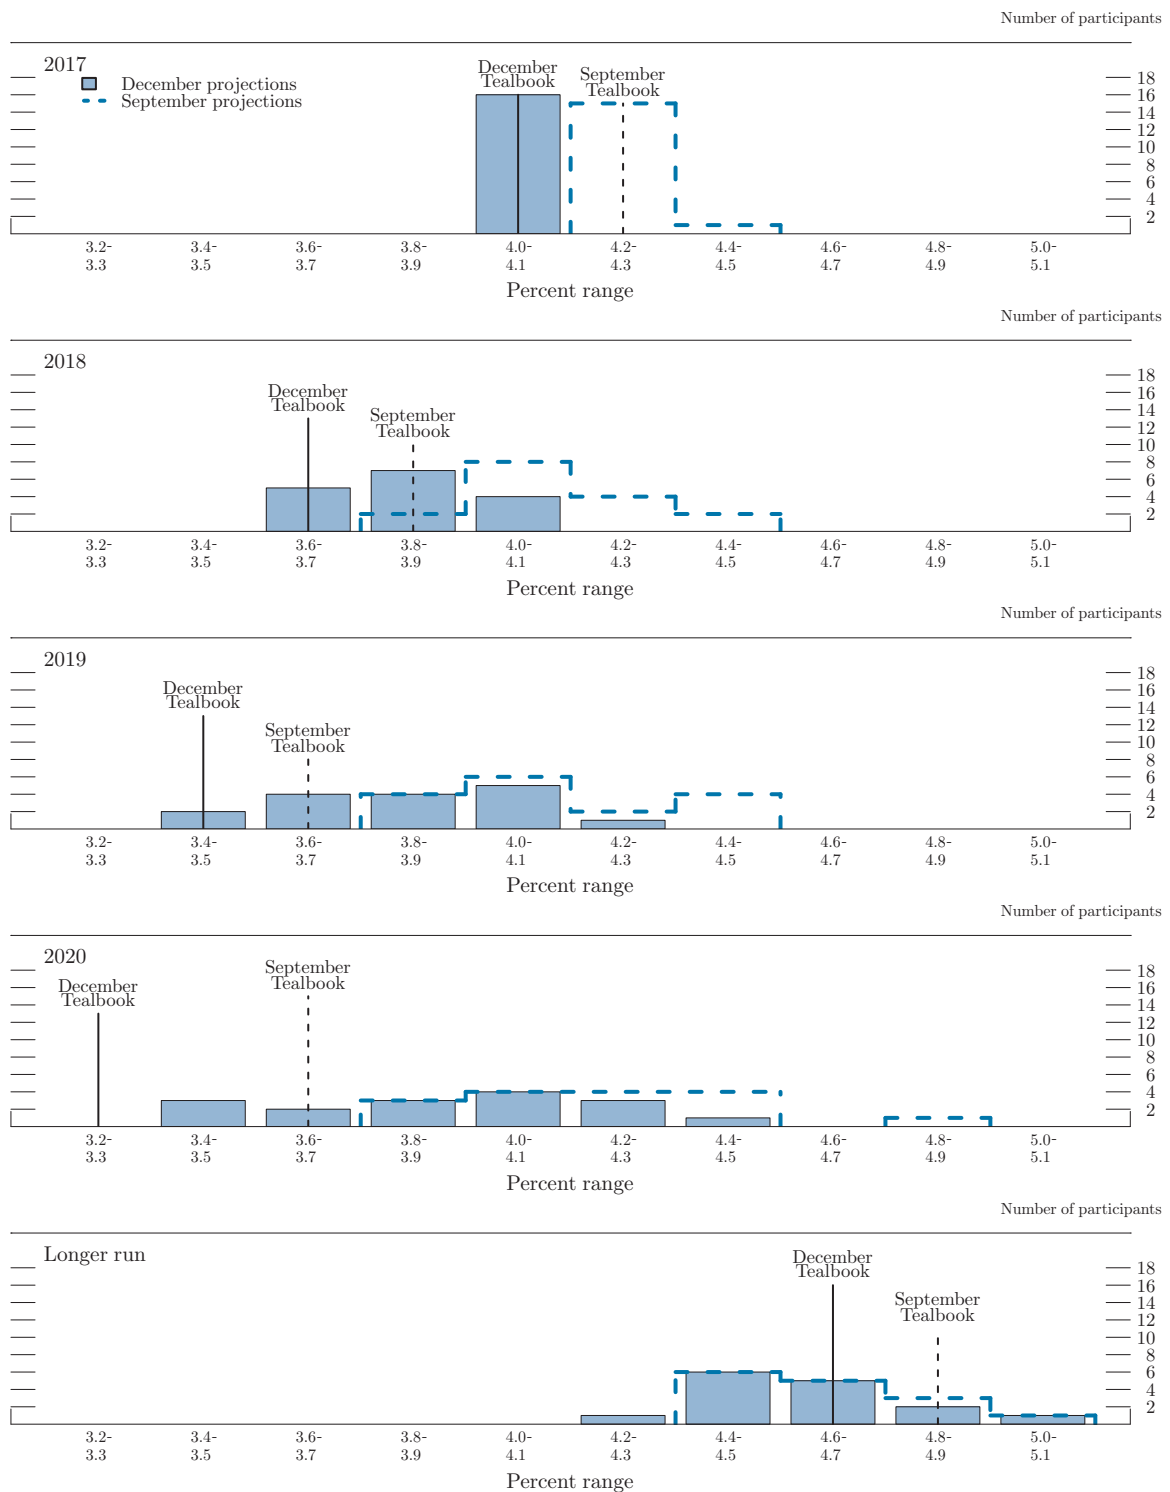 Number of participants
2017
December projections
September projections
December
Tealbook
September
Tealbook
18
16
14
12
10
8
6
4
2
3.2- 3.4- 3.6- 3.8- 4.0- 4.2- 4.4- 4.6- 4.8- 5.0-
3.3 3.5 3.7 3.9 4.1 4.3 4.5 4.7 4.9 5.1
Percent range
Number of participants
2018
December
Tealbook
September
Tealbook
18
16
14
12
10
8
6
4
2
3.2- 3.4- 3.6- 3.8- 4.0- 4.2- 4.4- 4.6- 4.8- 5.0-
3.3 3.5 3.7 3.9 4.1 4.3 4.5 4.7 4.9 5.1
Percent range
Number of participants
2019
December
Tealbook
September
Tealbook
18
16
14
12
10
8
6
4
2
3.2- 3.4- 3.6- 3.8- 4.0- 4.2- 4.4- 4.6- 4.8- 5.0-
3.3 3.5 3.7 3.9 4.1 4.3 4.5 4.7 4.9 5.1
Percent range
Number of participants
2020
December
Tealbook
September
Tealbook
18
16
14
12
10
8
6
4
2
3.2- 3.4- 3.6- 3.8- 4.0- 4.2- 4.4- 4.6- 4.8- 5.0-
3.3 3.5 3.7 3.9 4.1 4.3 4.5 4.7 4.9 5.1
Percent range
Number of participants
Longer run
December
Tealbook
September
Tealbook
18
16
14
12
10
8
6
4
2
3.2- 3.4- 3.6- 3.8- 4.0- 4.2- 4.4- 4.6- 4.8- 5.0-
3.3 3.5 3.7 3.9 4.1 4.3 4.5 4.7 4.9 5.1
Percent range